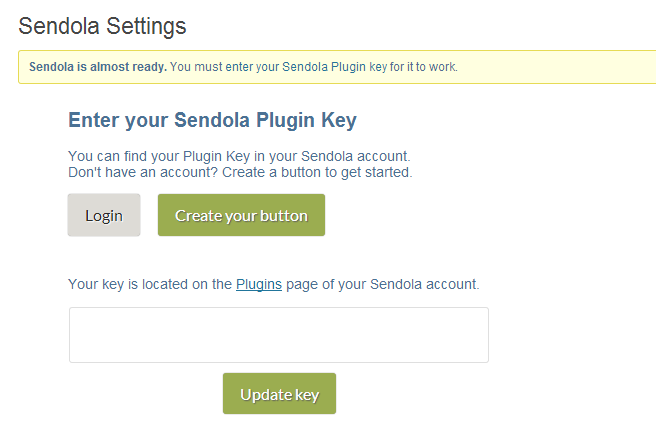 Sendola Settings
Sendola is almost ready. You must enter your Sendola Plugin key for it to work.
Enter your Sendola Plugin Key
You can find your Plugin Key in your Sendola account.
Don't have an account? Create a button to get started.
Login Create your button
Your key is located on the Plugins page of your Sendola account.
Update key